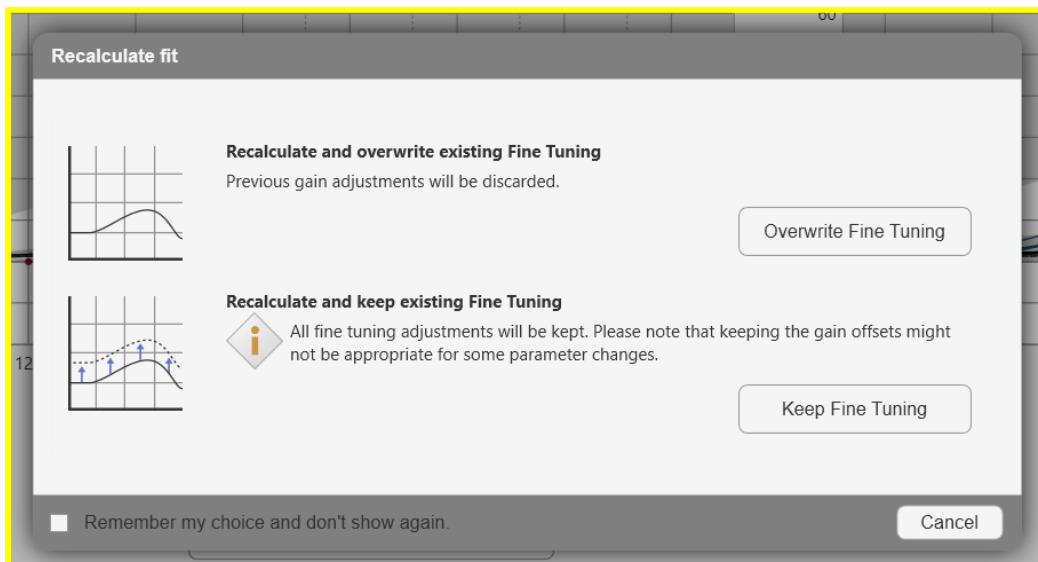 60
Recalculate fit
Recalculate and overwrite existing Fine Tuning
Previous gain adjustments will be discarded.
Overwrite Fine Tuning
Recalculate and keep existing Fine Tuning
All fine tuning adjustments will be kept. Please note that keeping the gain offsets might
not be appropriate for some parameter changes.
12
Keep Fine Tuning
Remember my choice and don't show again.
Cancel